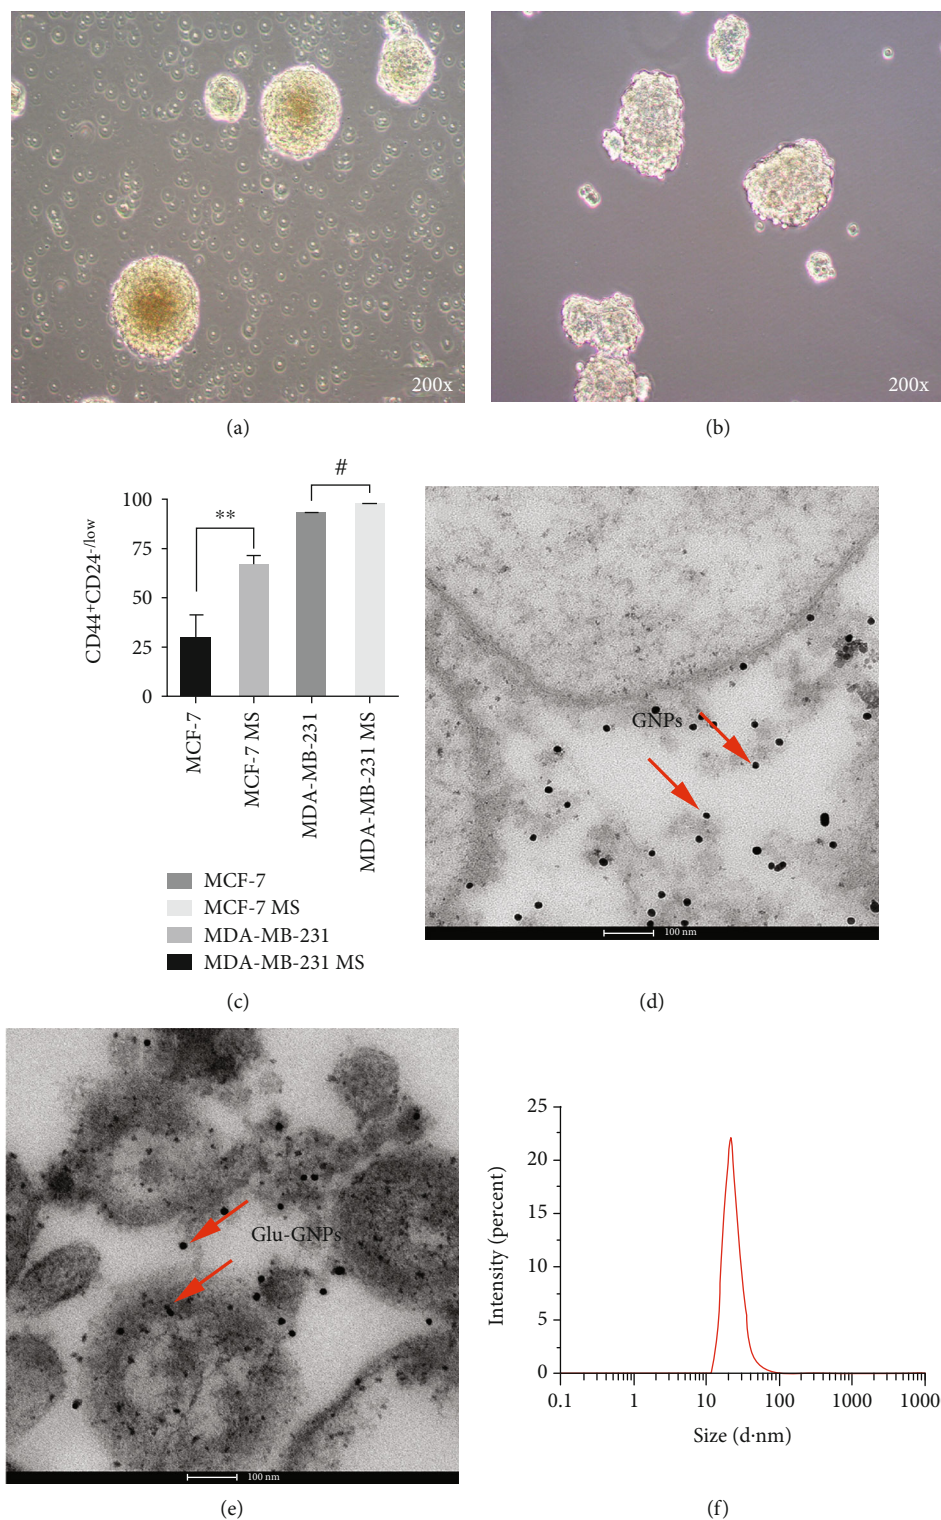 200x
200x
(a)
(b)
CD44+CD24-/low
100
75
50
25
0
**
#
MCF-7
MCF-7 MS
MDA-MB-231
MDA-MB-231 MS
MCF-7
MCF-7 MS
MDA-MB-231
MDA-MB-231 MS
(c)
GNPs
100 nm
(d)
Glu-GNPs
100 nm
(e)
Intensity (percent)
25
20
15
10
5
0
0.1 1 10 100 1000 1000
Size (d·nm)
(f)